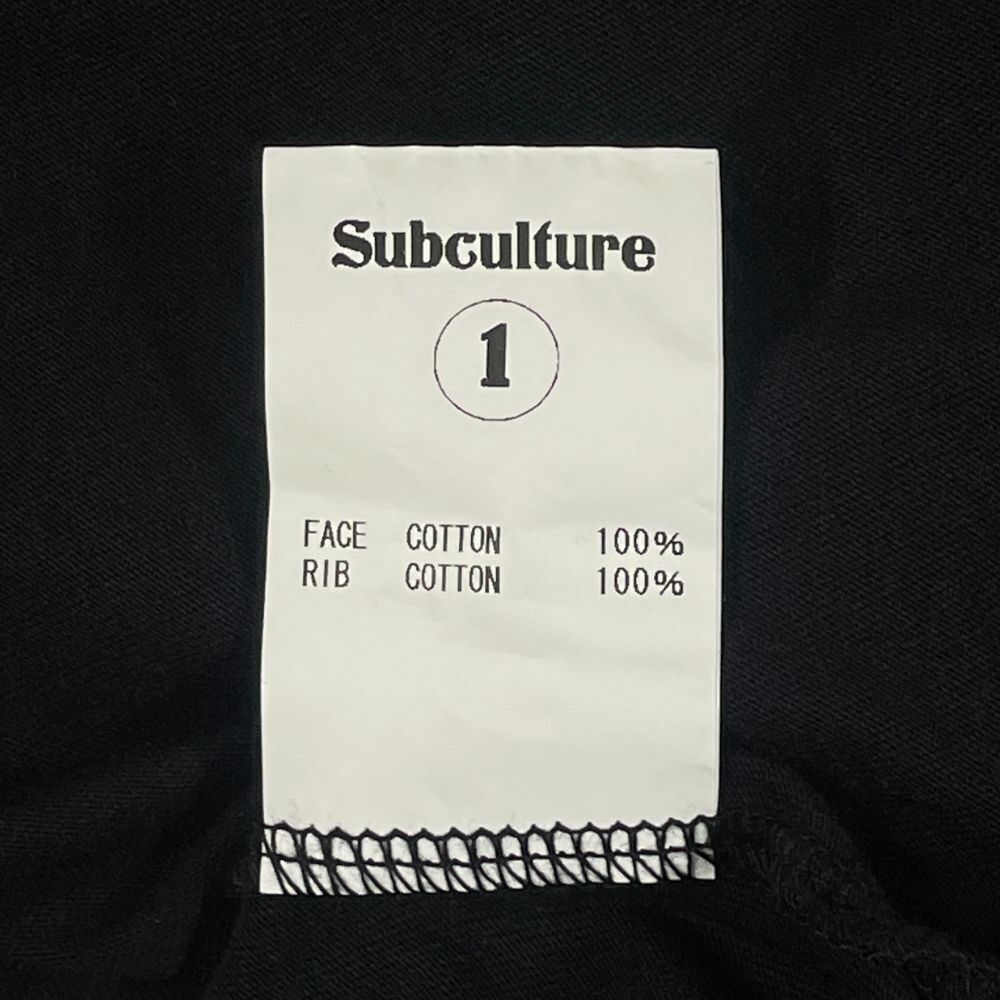 Subculture
1
FACE COTTON 100%
RIB COTTON 100%